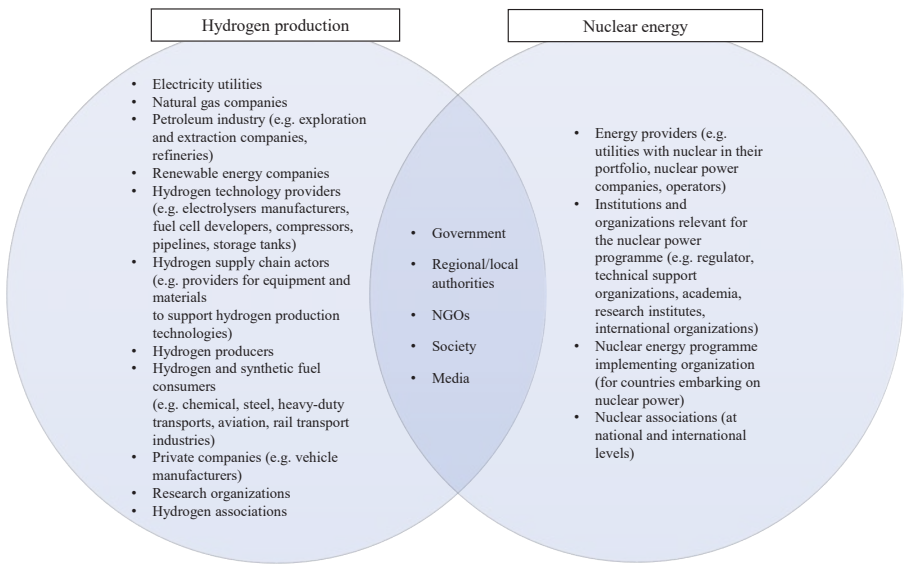 Hydrogen production
Nuclear energy
• Electricity utilities
• Natural gas companies
• Petroleum industry (e.g. exploration
and extraction companies,
refineries)
• Renewable energy companies
• Hydrogen technology providers
(e.g. electrolysers manufacturers,
fuel cell developers, compressors,
pipelines, storage tanks)
• Hydrogen supply chain actors
(e.g. providers for equipment and
materials
to support hydrogen production
technologies)
• Hydrogen producers
• Hydrogen and synthetic fuel
consumers
(e.g. chemical, steel, heavy-duty
transports, aviation, rail transport
industries)
• Private companies (e.g. vehicle
manufacturers)
• Research organizations
• Hydrogen associations
• Government
• Regional/local
authorities
• NGOs
• Society
• Media
• Energy providers (e.g.
utilities with nuclear in their
portfolio, nuclear power
companies, operators)
• Institutions and
organizations relevant for
the nuclear power
programme (e.g. regulator,
technical support
organizations, academia,
research institutes,
international organizations)
• Nuclear energy programme
implementing organization
(for countries embarking on
nuclear power)
• Nuclear associations (at
national and international
levels)